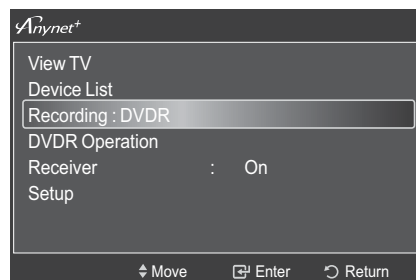 Anynet+
View TV
Device List
Recording : DVDR
DVDR Operation
Receiver : On
Setup
Move Enter Return